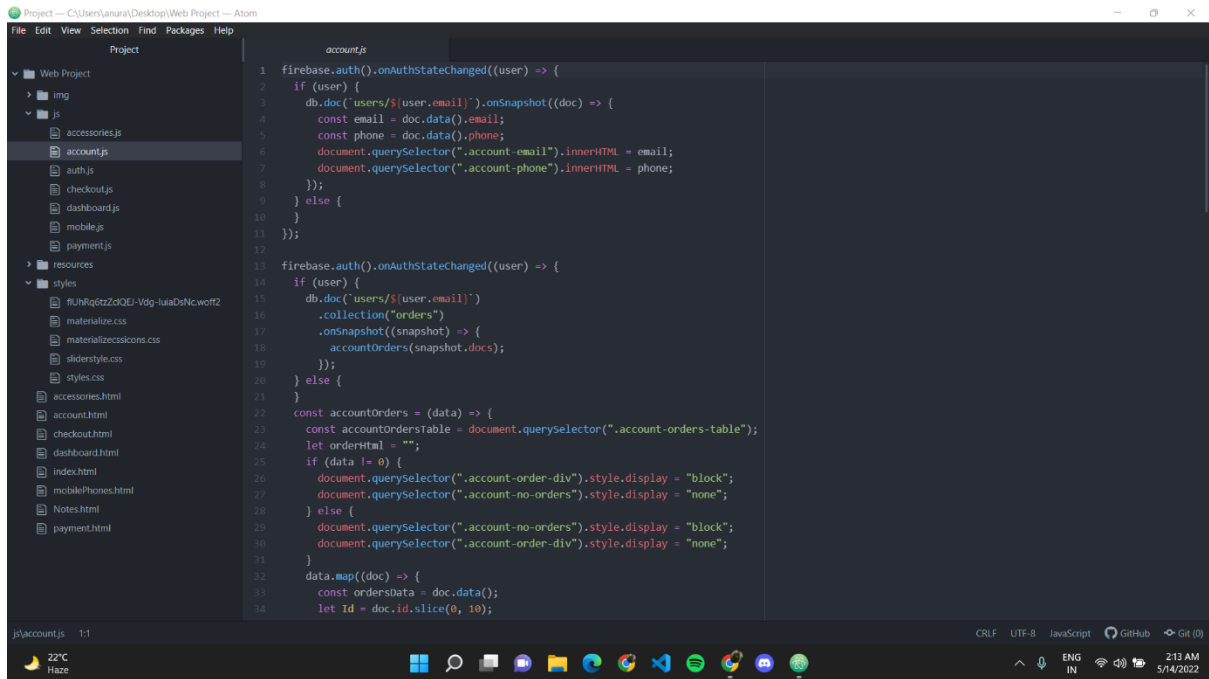 Project — C:\Users\anura\Desktop\Web Project — Atom
File Edit View Selection Find Packages Help
Project
account.js
Web Project
img
js
accessories.js
account.js
auth.js
checkout.js
dashboard.js
mobile.js
payment.js
resources
styles
flUhRq6tzZclQEJ-Vdg-IuiaDsNc.woff2
materialize.css
materializecssicons.css
sliderstyle.css
styles.css
accessories.html
account.html
checkout.html
dashboard.html
index.html
mobilePhones.html
Notes.html
payment.html
1 firebase.auth().onAuthStateChanged((user) => {
2 if (user) {
3 db.doc(`users/${user.email}`).onSnapshot((doc) => {
4 const email = doc.data().email;
5 const phone = doc.data().phone;
6 document.querySelector(".account-email").innerHTML = email;
7 document.querySelector(".account-phone").innerHTML = phone;
8 });
9 } else {
10 }
11 });
12
13 firebase.auth().onAuthStateChanged((user) => {
14 if (user) {
15 db.doc(`users/${user.email}`)
16 .collection("orders")
17 .onSnapshot((snapshot) => {
18 accountOrders(snapshot.docs);
19 });
20 } else {
21 }
22 const accountOrders = (data) => {
23 const accountOrdersTable = document.querySelector(".account-orders-table");
24 let orderHtml = "";
25 if (data != 0) {
26 document.querySelector(".account-order-div").style.display = "block";
27 document.querySelector(".account-no-orders").style.display = "none";
28 } else {
29 document.querySelector(".account-no-orders").style.display = "block";
30 document.querySelector(".account-order-div").style.display = "none";
31 }
32 data.map((doc) => {
33 const ordersData = doc.data();
34 let Id = doc.id.slice(0, 10);
js\account.js 1:1
CRLF UTF-8 JavaScript GitHub Git (0)
22°C
Haze
ENG
IN
2:13 AM
5/14/2022